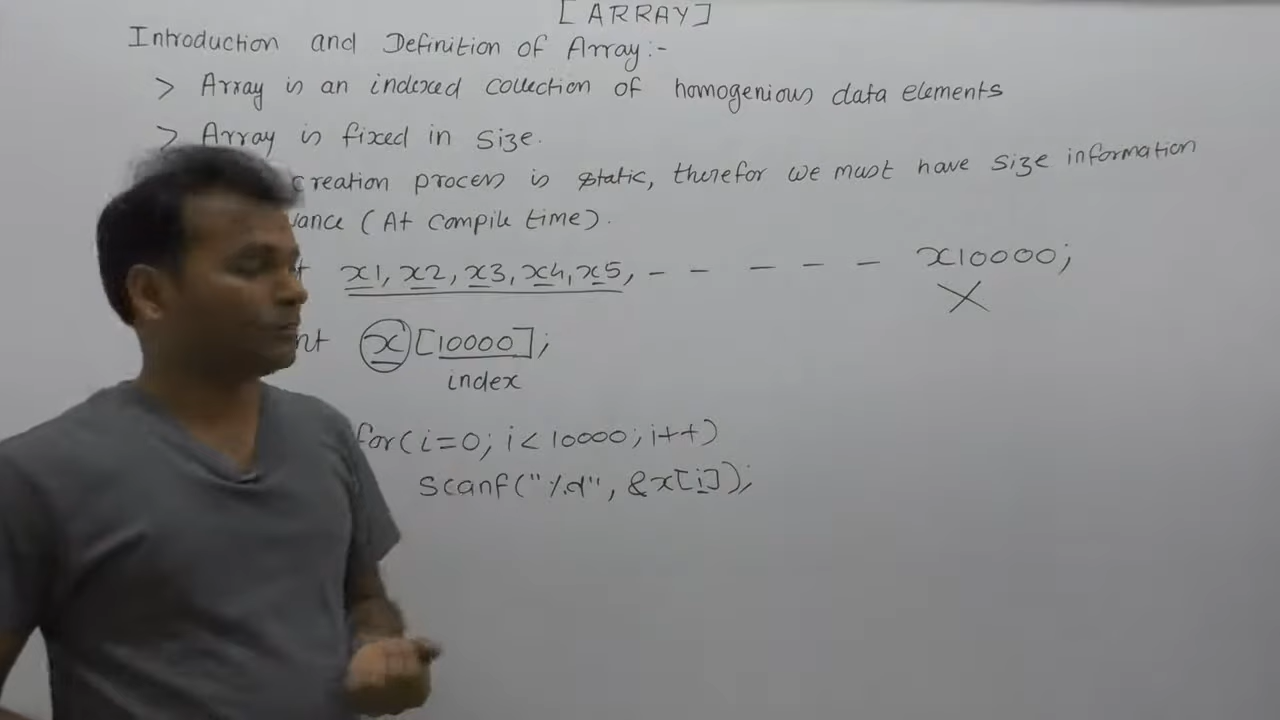 [ARRAY]
Introduction and Definition of Array:-
> Array is an indexed collection of homogenious data elements
> Array is fixed in size.
creation process is static, therefor we must have size information
vance (At compile time).
x1, x2, x3, x4, x5, - - - - - x10000;
nt x[10000];
index
for(i=0; i<10000; i++)
scanf("%d", &x[i]);